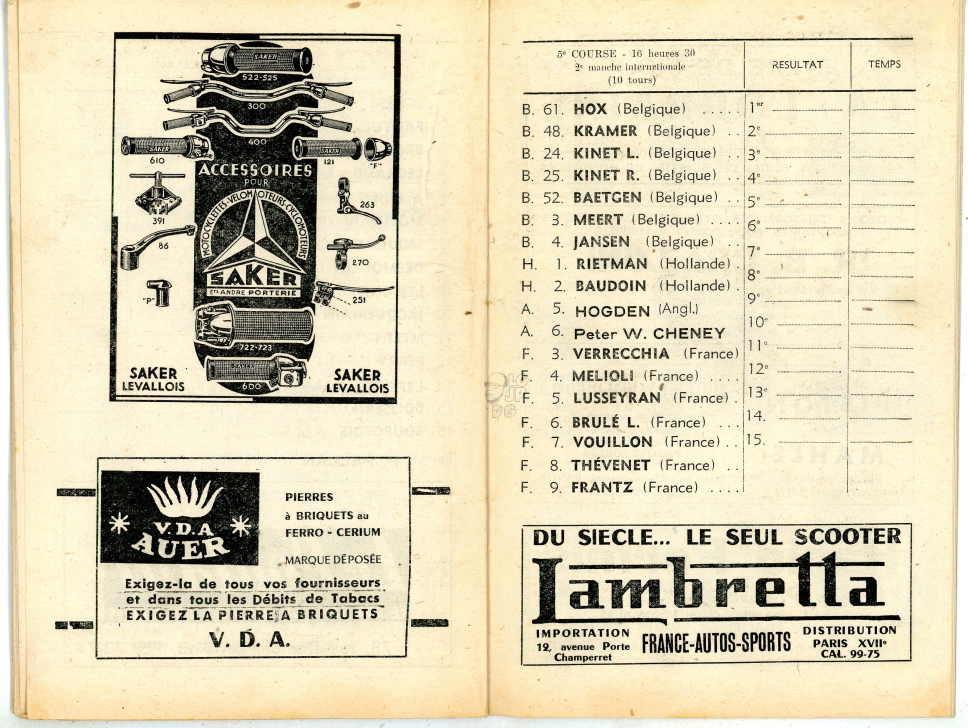 SAKER
522-525
300
400
SAKER
610
SAKER
121
"F"
ACCESSOIRES
POUR
MOTOCYCLETTES-VELOMOTEURS-CYCLOMOTEURS
391
263
86
270
SAKER
ETS ANDRE PORTERIE
"P"
251
722-723
SAKER
600
SAKER
LEVALLOIS
SAKER
LEVALLOIS
V.D.A
AUER
PIERRES
à BRIQUETS au
FERRO - CERIUM
MARQUE DÉPOSÉE
Exigez-la de tous vos fournisseurs
et dans tous les Débits de Tabacs
EXIGEZ LA PIERRE A BRIQUETS
V. D. A.
5e COURSE - 16 heures 30
2e manche internetionale
(10 tours)
RESULTAT
TEMPS
B. 61. HOX (Belgique) ..... 1er
B. 48. KRAMER (Belgique) .. 2e
B. 24. KINET L. (Belgique) .. 3e
B. 25. KINET R. (Belgique) .. 4e
B. 52. BAETGEN (Belgique) .. 5e
B. 3. MEERT (Belgique) .... 6e
B. 4. JANSEN (Belgique) ... 7e
H. 1. RIETMAN (Hollande) . 8e
H. 2. BAUDOIN (Hollande) . 9e
A. 5. HOGDEN (Angl.) 10e
A. 6. Peter W. CHENEY 11e
F. 3. VERRECCHIA (France) 12e
F. 4. MELIOLI (France) .... 13e
F. 5. LUSSEYRAN (France) . 14.
F. 6. BRULÉ L. (France) ... 15.
F. 7. VOUILLON (France) ..
F. 8. THÉVENET (France) ..
F. 9. FRANTZ (France) ....
DU SIECLE... LE SEUL SCOOTER
Lambretta
IMPORTATION
12, avenue Porte
Champerret
FRANCE-AUTOS-SPORTS
DISTRIBUTION
PARIS XVIIe
CAL. 99-75